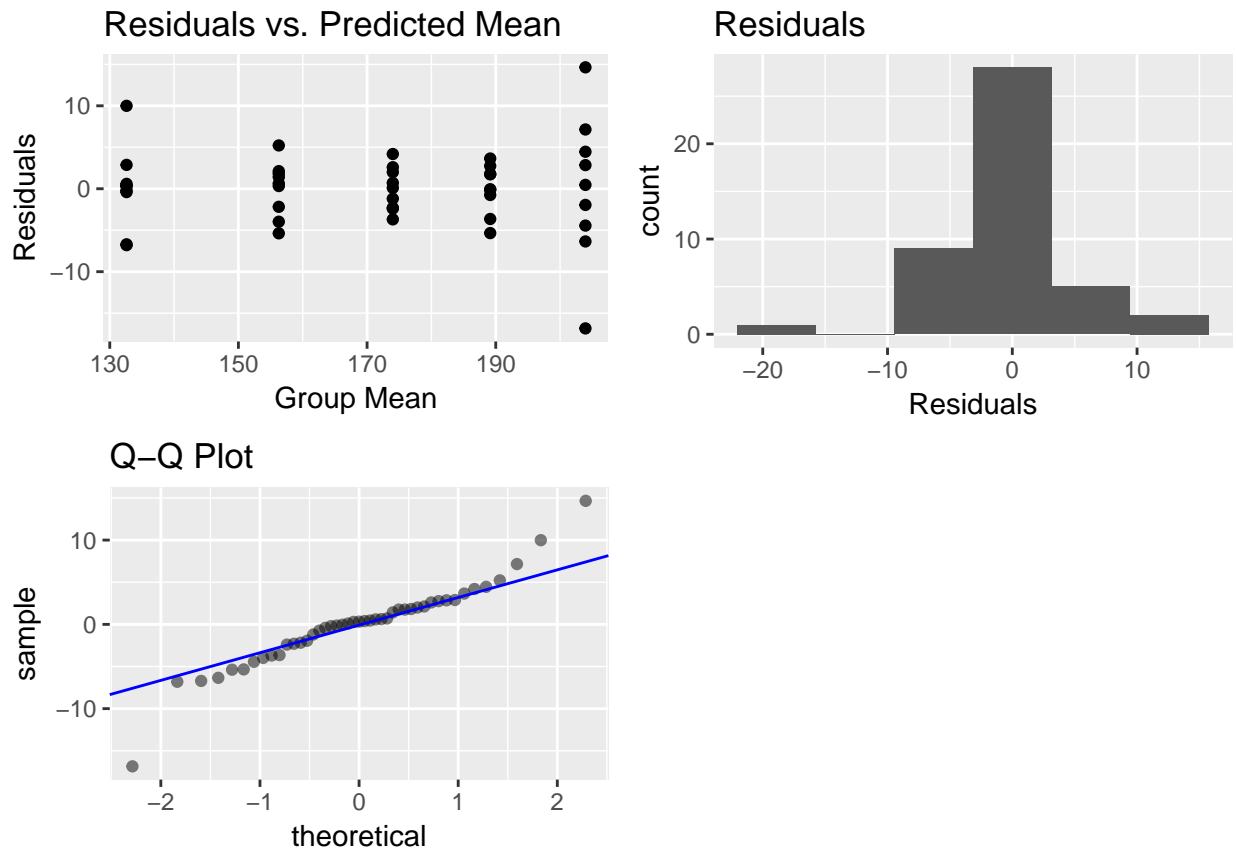 Residuals vs. Predicted Mean
10
0
−10
Residuals
130 150 170 190
Group Mean
Residuals
20
10
0
count
−20 −10 0 10
Residuals
Q−Q Plot
10
0
−10
sample
−2 −1 0 1 2
theoretical